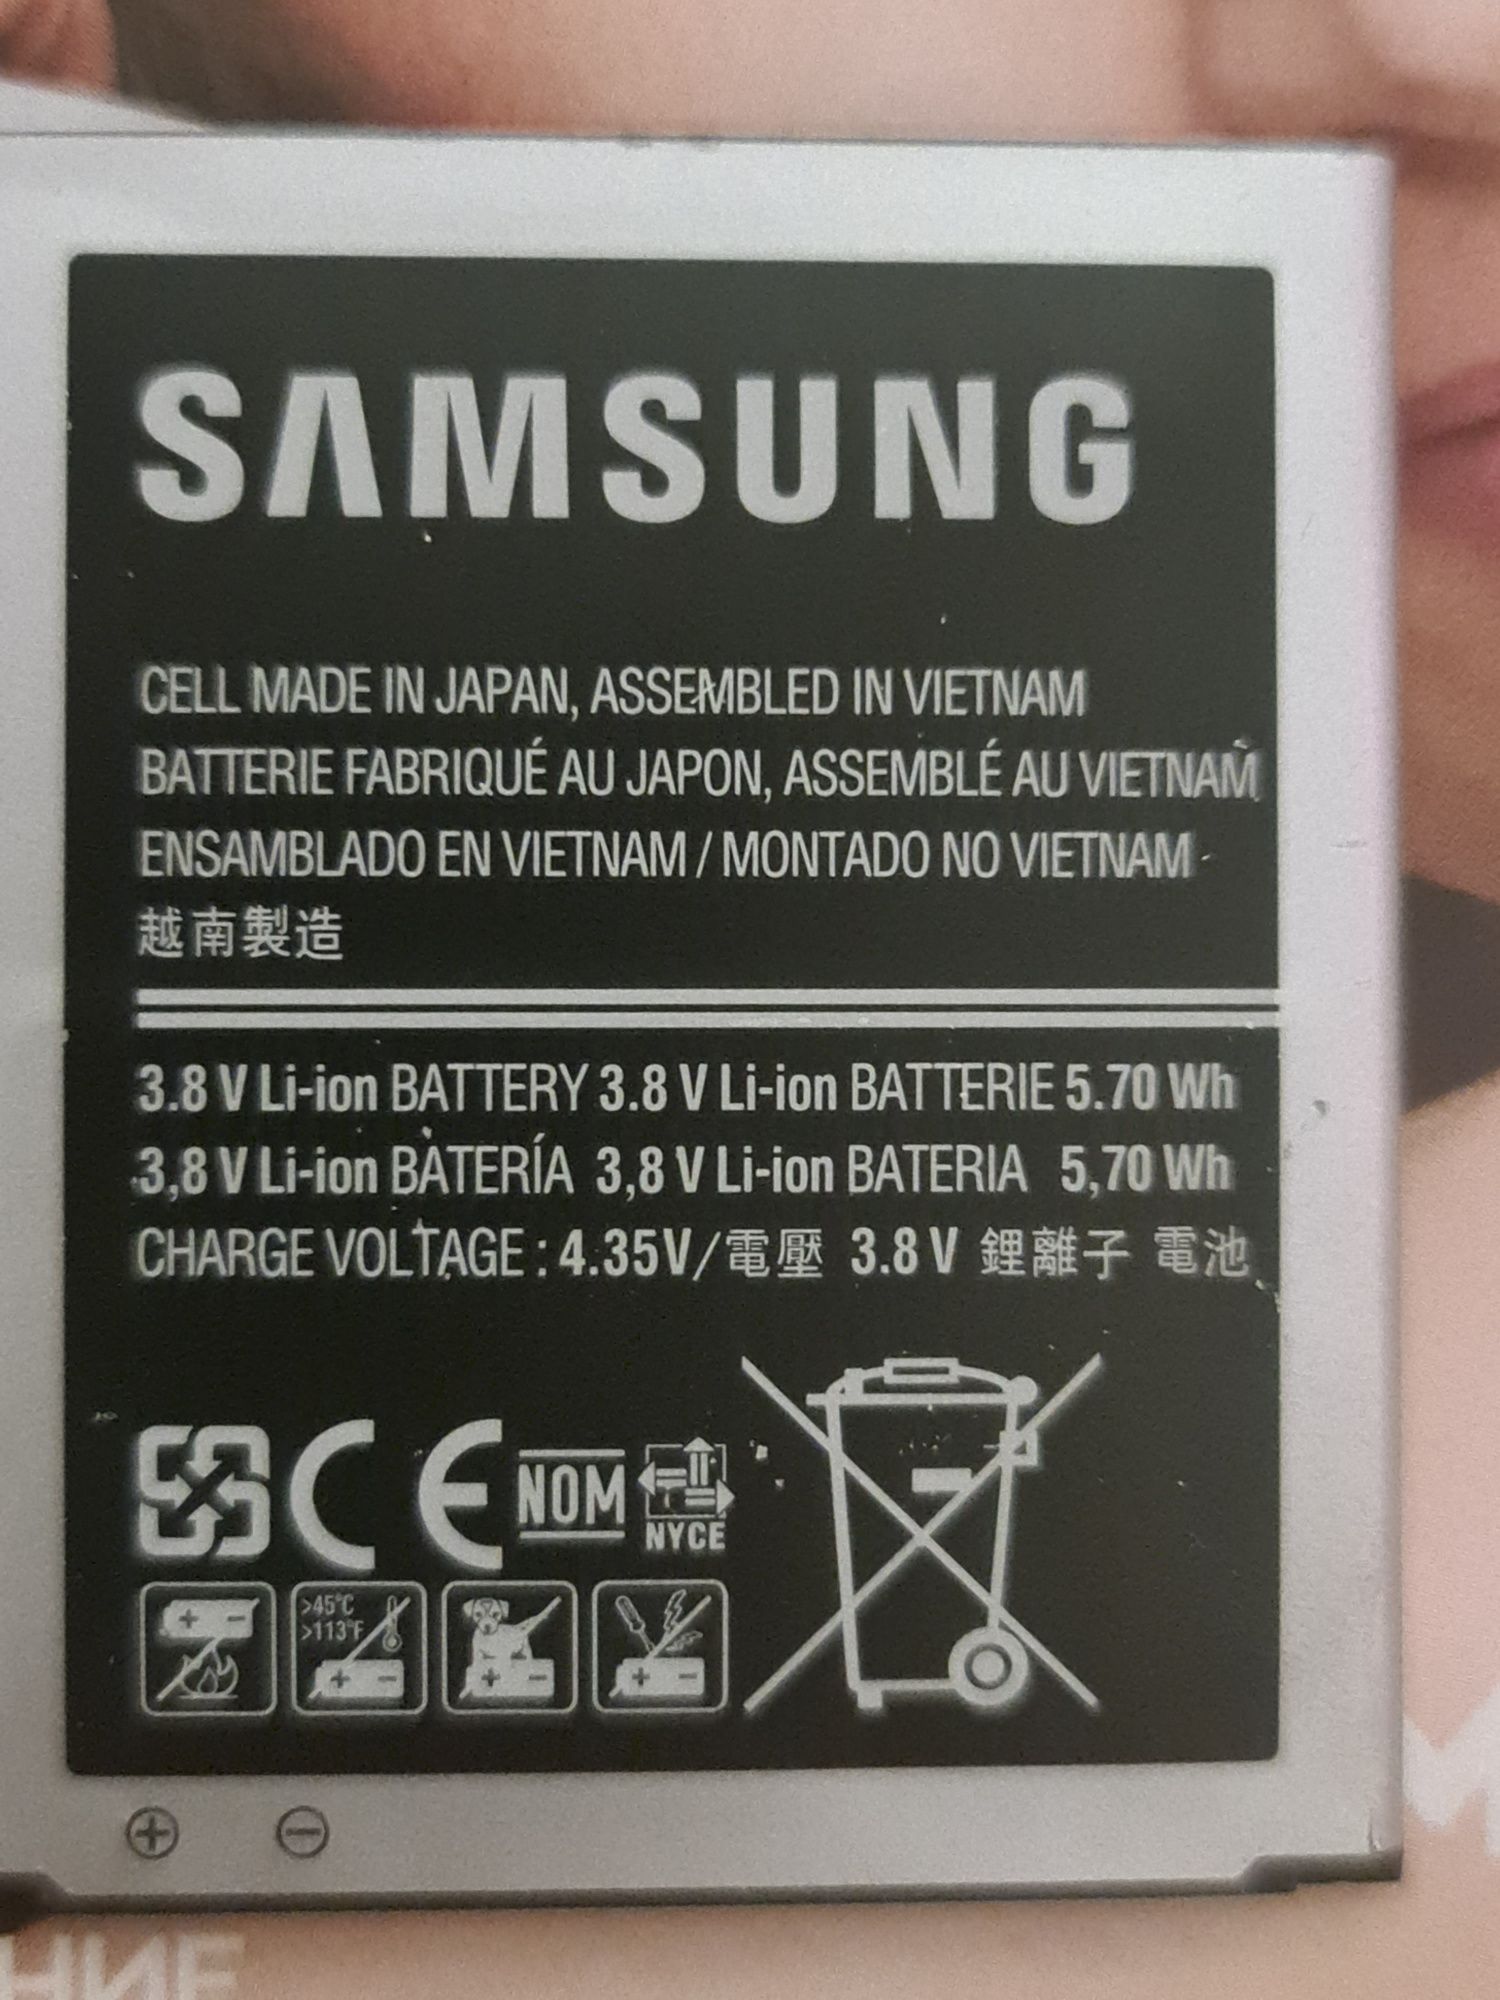 SAMSUNG
CELL MADE IN JAPAN, ASSEMBLED IN VIETNAM
BATTERIE FABRIQUÉ AU JAPON, ASSEMBLÉ AU VIETNAM
ENSAMBLADO EN VIETNAM / MONTADO NO VIETNAM
越南製造
3.8 V Li-ion BATTERY 3.8 V Li-ion BATTERIE 5.70 Wh
3,8 V Li-ion BATERÍA 3,8 V Li-ion BATERIA 5,70 Wh
CHARGE VOLTAGE : 4.35V/電壓 3.8 V 鋰離子 電池
CE NOM
NYCE
>45°C
>113°F
+ - + - + - + -
+ -